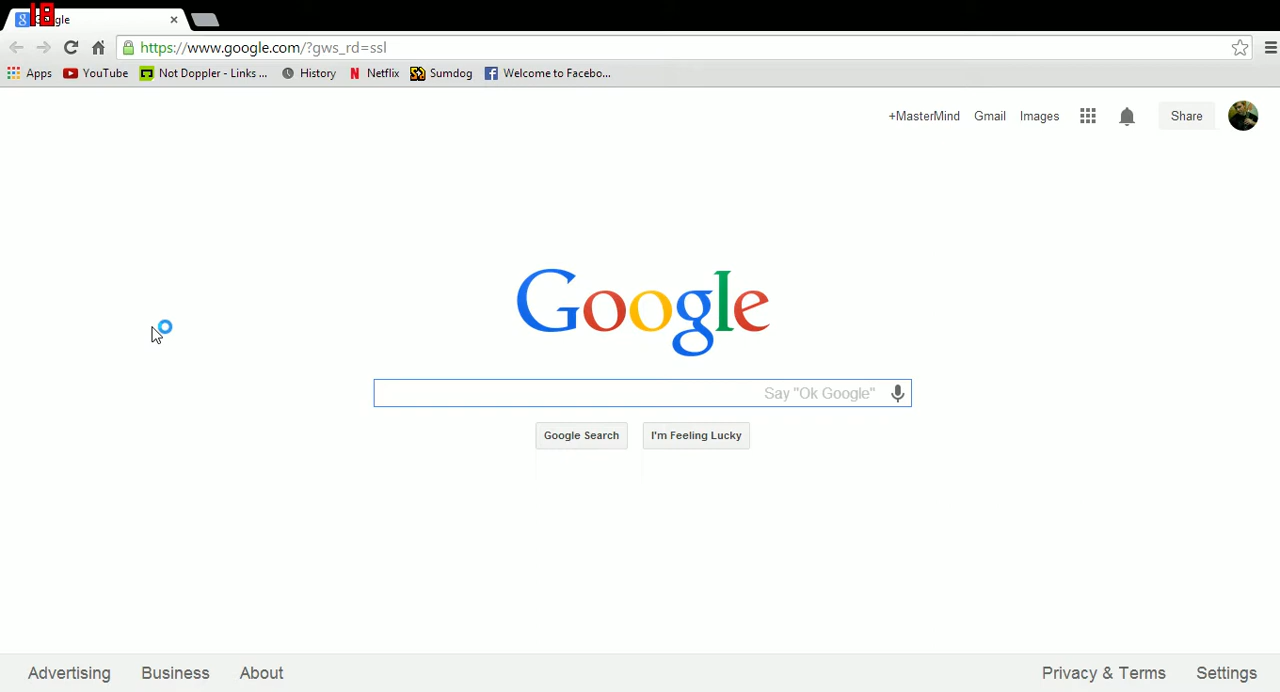 18
gle
https://www.google.com/?gws_rd=ssl
Apps YouTube Not Doppler - Links ... History Netflix Sumdog Welcome to Facebo...
+MasterMind Gmail Images Share
Google
Say "Ok Google"
Google Search I'm Feeling Lucky
Advertising Business About Privacy & Terms Settings